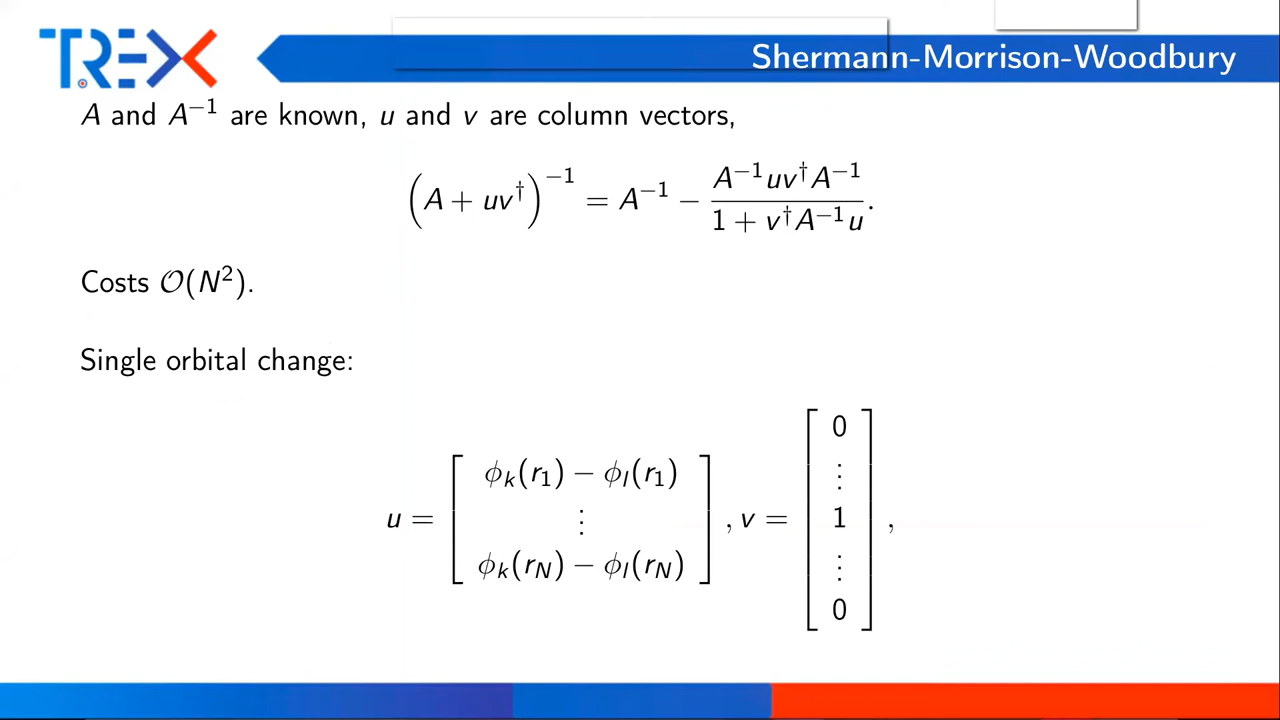 TREX
Shermann-Morrison-Woodbury
A and A⁻¹ are known, u and v are column vectors,
(A + uv†)⁻¹ = A⁻¹ − (A⁻¹uv†A⁻¹)/(1 + v†A⁻¹u).
Costs 𝒪(N²).
Single orbital change:
u = [ ϕₖ(r₁) − ϕₗ(r₁) ⋮ ϕₖ(r_N) − ϕₗ(r_N) ], v = [ 0 ⋮ 1 ⋮ 0 ],